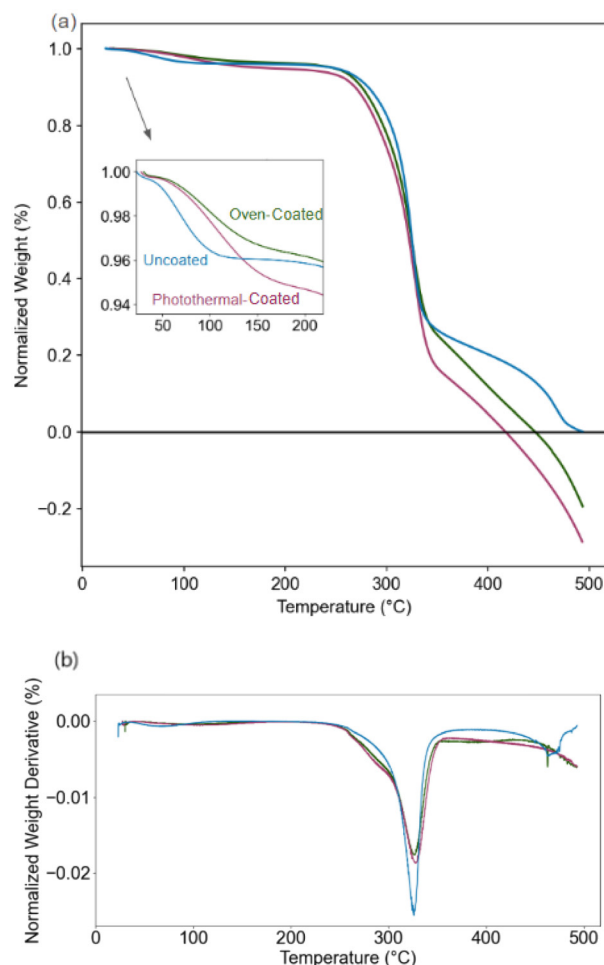 (a)
1.0
0.8
0.6
0.4
0.2
0.0
−0.2
Normalized Weight (%)
1.00
0.98
0.96
0.94
Oven-Coated
Uncoated
Photothermal-Coated
50 100 150 200
0 100 200 300 400 500
Temperature (°C)
(b)
0.00
−0.01
−0.02
Normalized Weight Derivative (%)
0 100 200 300 400 500
Temperature (°C)